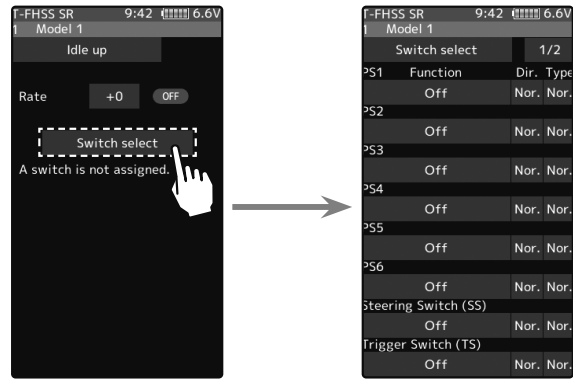 T-FHSS SR 9:42 6.6V
1 Model 1
Idle up
Rate +0 OFF
Switch select
A switch is not assigned.
T-FHSS SR 9:42 6.6V
1 Model 1
Switch select 1/2
PS1 Function Dir. Type
Off Nor. Nor.
PS2
Off Nor. Nor.
PS3
Off Nor. Nor.
PS4
Off Nor. Nor.
PS5
Off Nor. Nor.
PS6
Off Nor. Nor.
Steering Switch (SS)
Off Nor. Nor.
Trigger Switch (TS)
Off Nor. Nor.